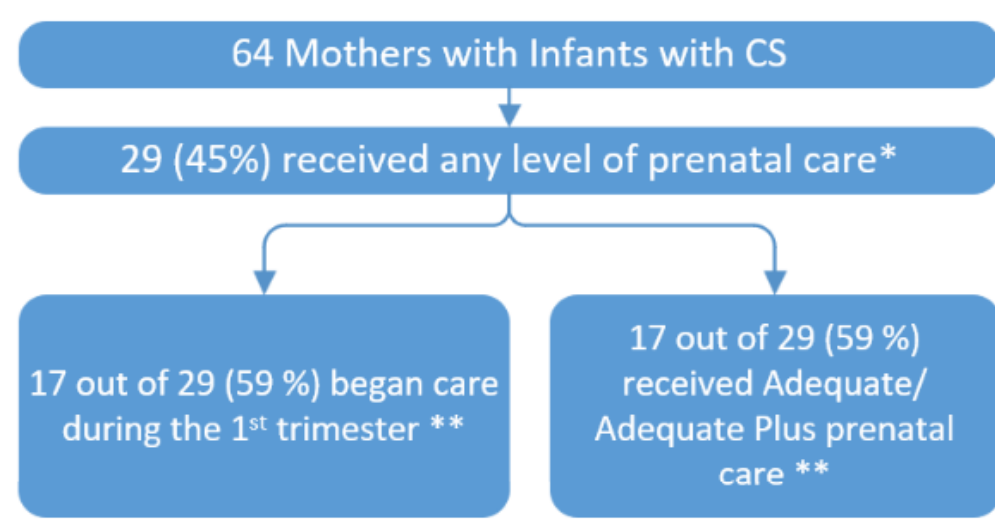 64 Mothers with Infants with CS
29 (45%) received any level of prenatal care*
17 out of 29 (59 %) began care
during the 1st trimester **
17 out of 29 (59 %)
received Adequate/
Adequate Plus prenatal
care **